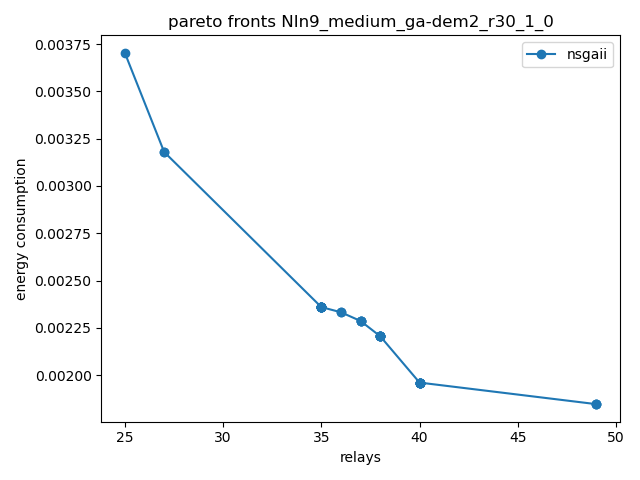 pareto fronts NIn9_medium_ga-dem2_r30_1_0
nsgaii
energy consumption
0.00375
0.00350
0.00325
0.00300
0.00275
0.00250
0.00225
0.00200
25 30 35 40 45 50
relays